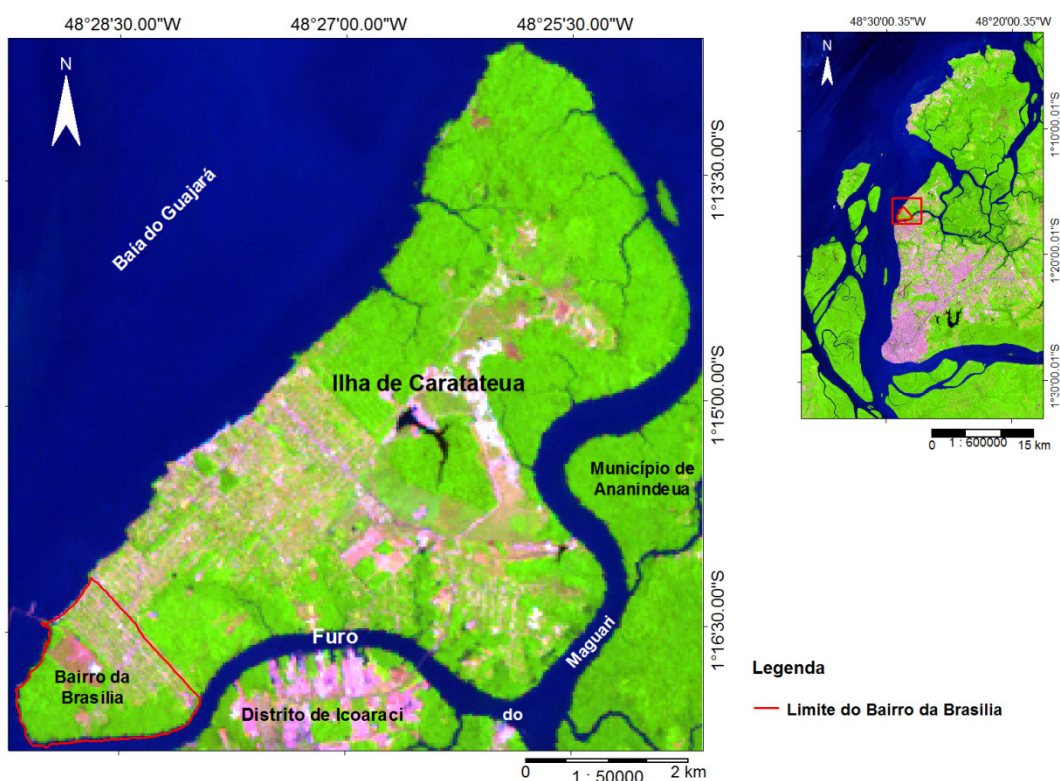 48°28'30.00"W
48°27'00.00"W
48°25'30.00"W
N
Baía do Guajará
1°13'30.00"S
Ilha de Caratateua
1°15'00.00"S
Município de
Ananindeua
1°16'30.00"S
Furo
Maguari
Bairro da
Brasilia
Distrito de Icoaraci
do
0
2 km
1 : 50000
48°30'00.35"W
48°20'00.35"W
N
1°10'00.01"S
1°20'00.01"S
1°30'00.01"S
0
1 : 600000
15 km
Legenda
Limite do Bairro da Brasilia